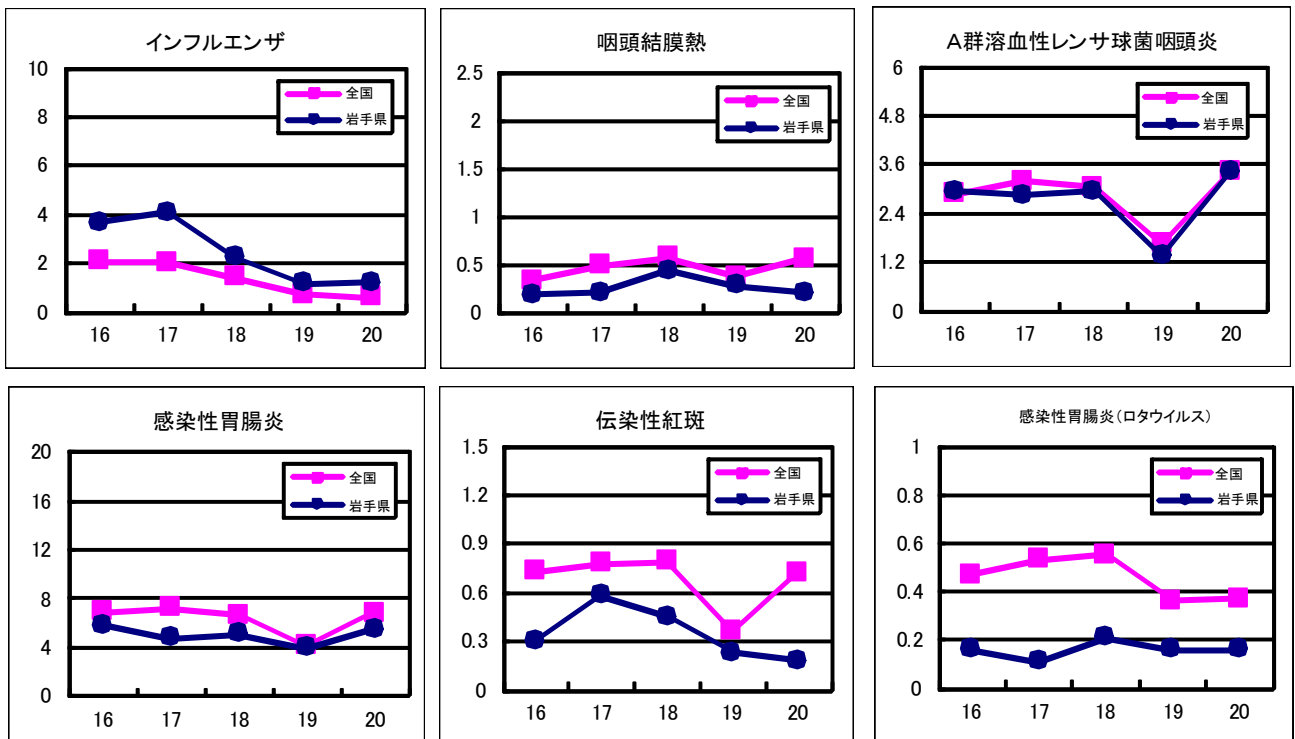 インフルエンザ
10
8
6
4
2
0
16 17 18 19 20
全国
岩手県
咽頭結膜熱
2.5
2
1.5
1
0.5
0
16 17 18 19 20
全国
岩手県
A群溶血性レンサ球菌咽頭炎
6
4.8
3.6
2.4
1.2
0
16 17 18 19 20
全国
岩手県
感染性胃腸炎
20
16
12
8
4
0
16 17 18 19 20
全国
岩手県
伝染性紅斑
1.5
1.2
0.9
0.6
0.3
0
16 17 18 19 20
全国
岩手県
感染性胃腸炎(ロタウイルス)
1
0.8
0.6
0.4
0.2
0
16 17 18 19 20
全国
岩手県